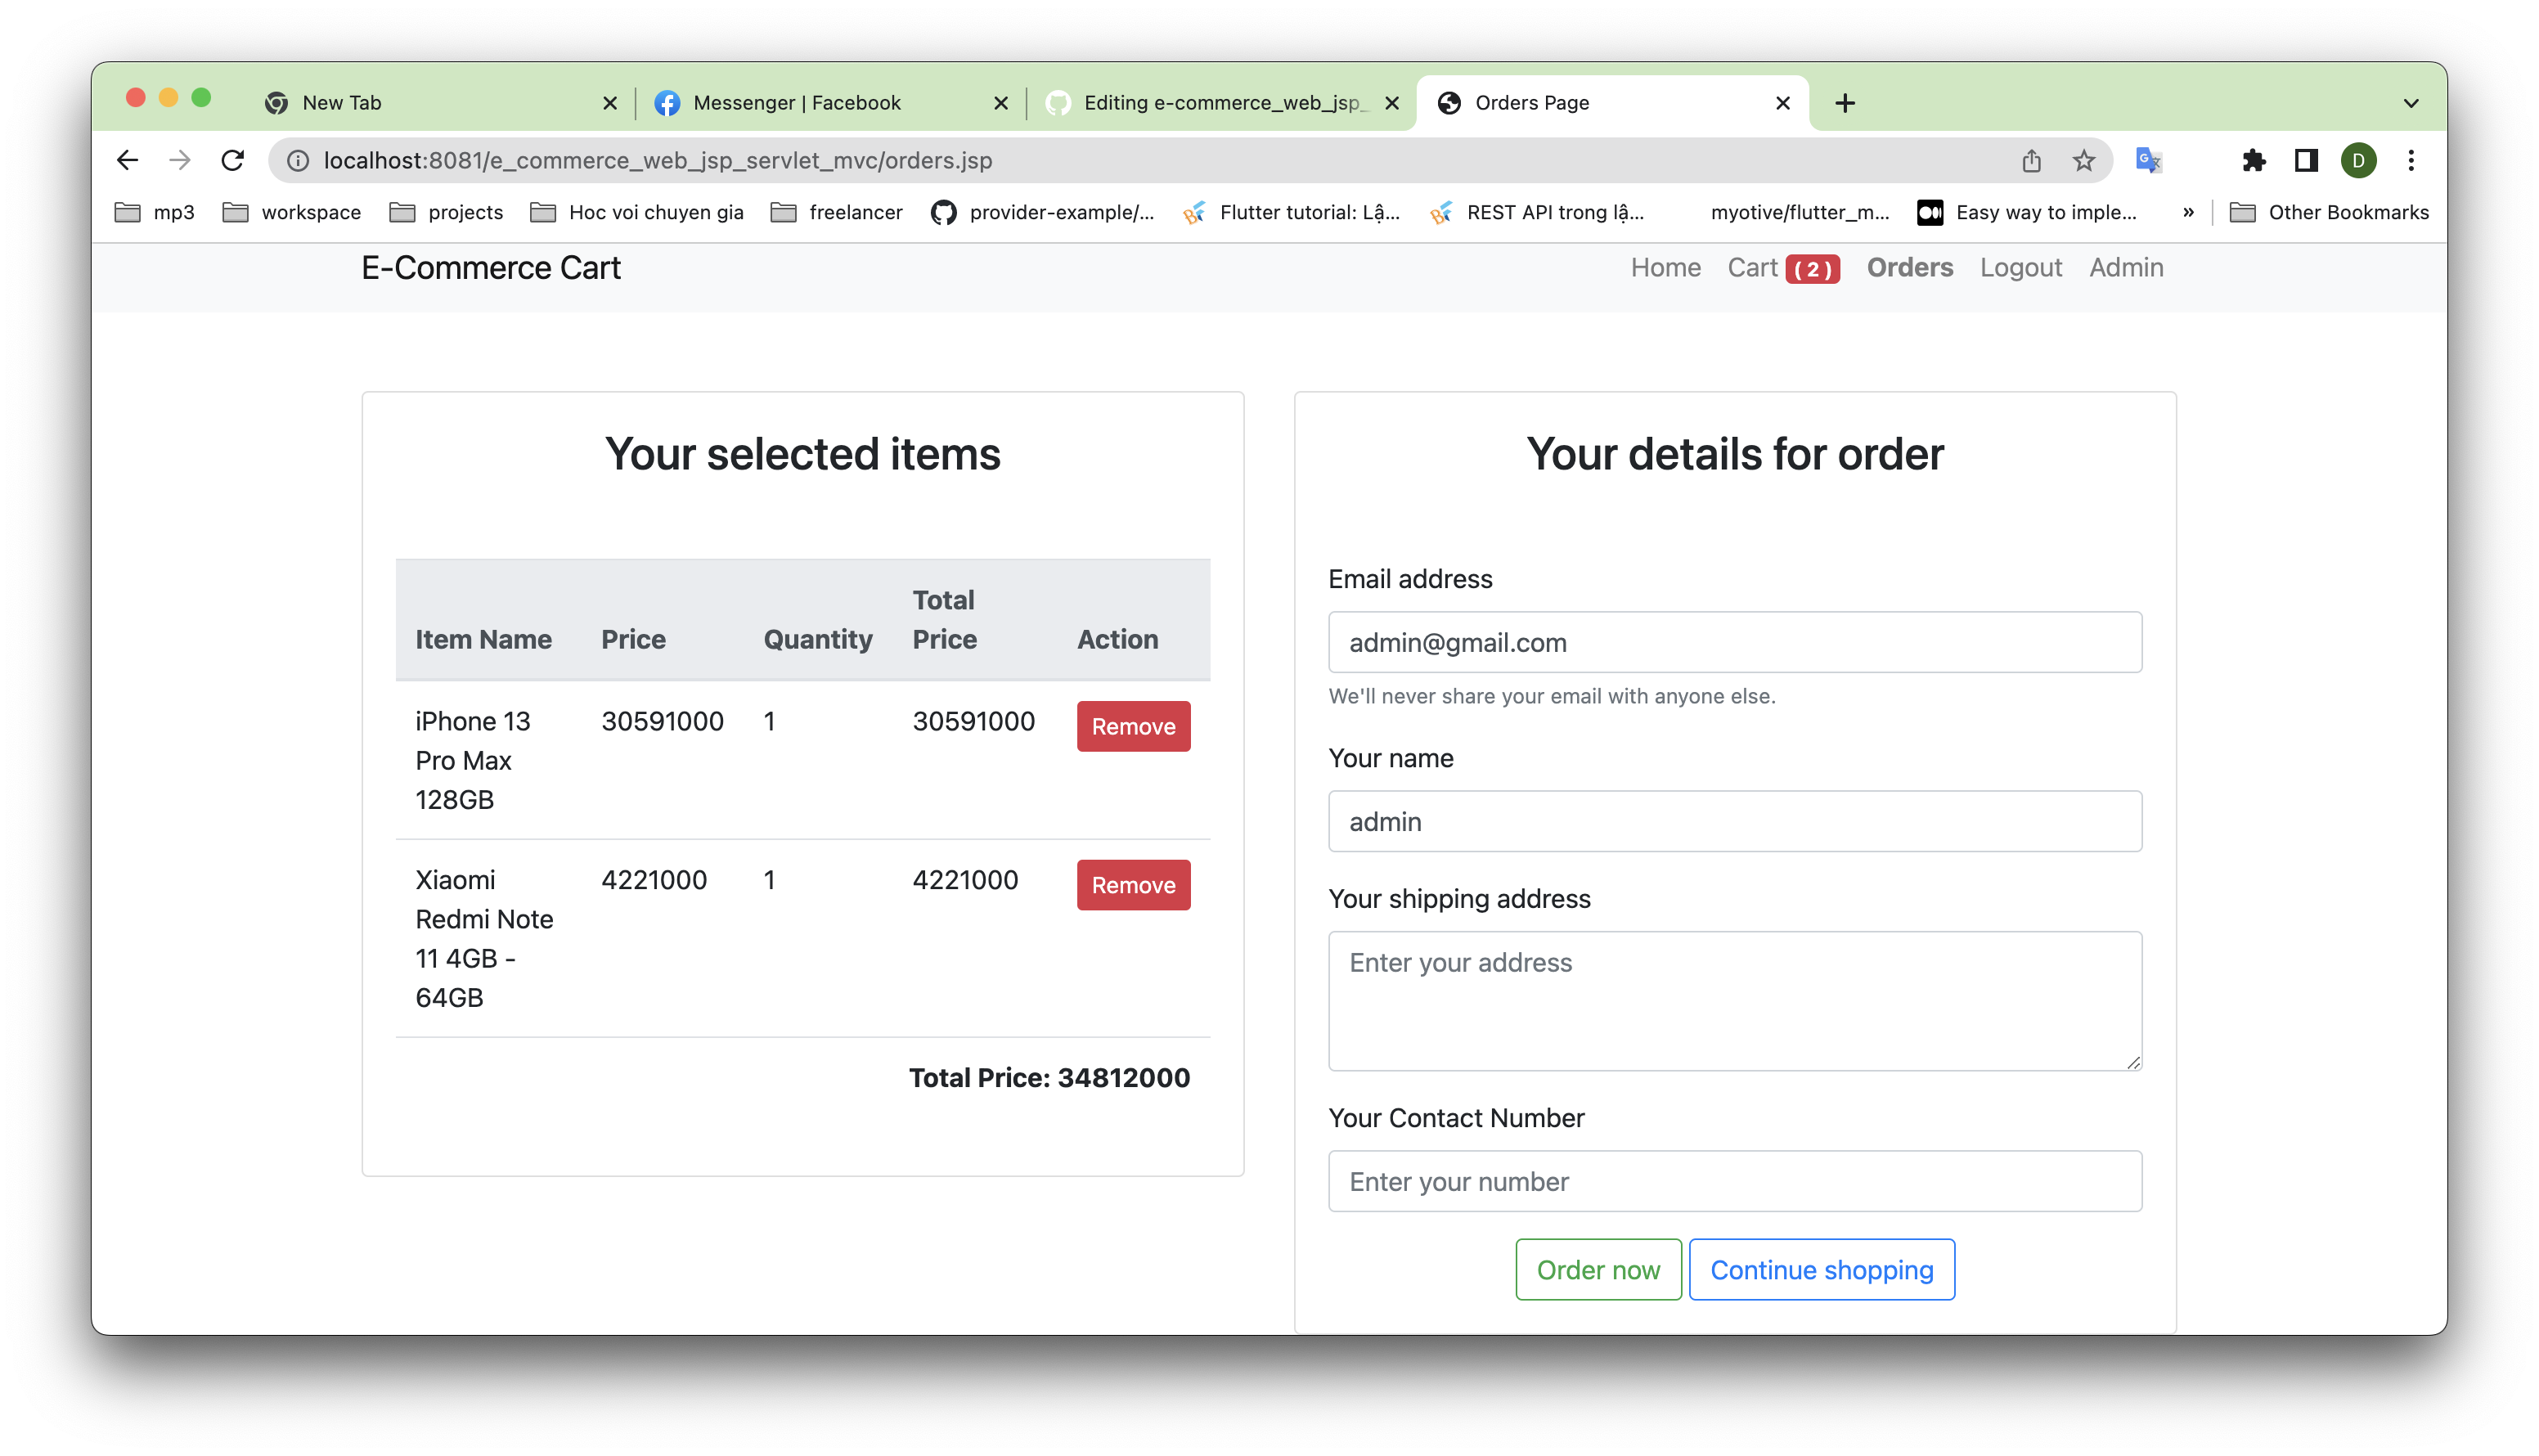 New Tab
Messenger | Facebook
Editing e-commerce_web_jsp_
Orders Page
localhost:8081/e_commerce_web_jsp_servlet_mvc/orders.jsp
D
mp3
workspace
projects
Hoc voi chuyen gia
freelancer
provider-example/...
Flutter tutorial: Lậ...
REST API trong lậ...
myotive/flutter_m...
Easy way to imple...
»
Other Bookmarks
E-Commerce Cart
Home
Cart ( 2 )
Orders
Logout
Admin
Your selected items
Item Name Price Quantity Total Price Action
iPhone 13 30591000 1 30591000 Remove
Pro Max
128GB
Xiaomi 4221000 1 4221000 Remove
Redmi Note
11 4GB -
64GB
Total Price: 34812000
Your details for order
Email address
admin@gmail.com
We'll never share your email with anyone else.
Your name
admin
Your shipping address
Enter your address
Your Contact Number
Enter your number
Order now
Continue shopping